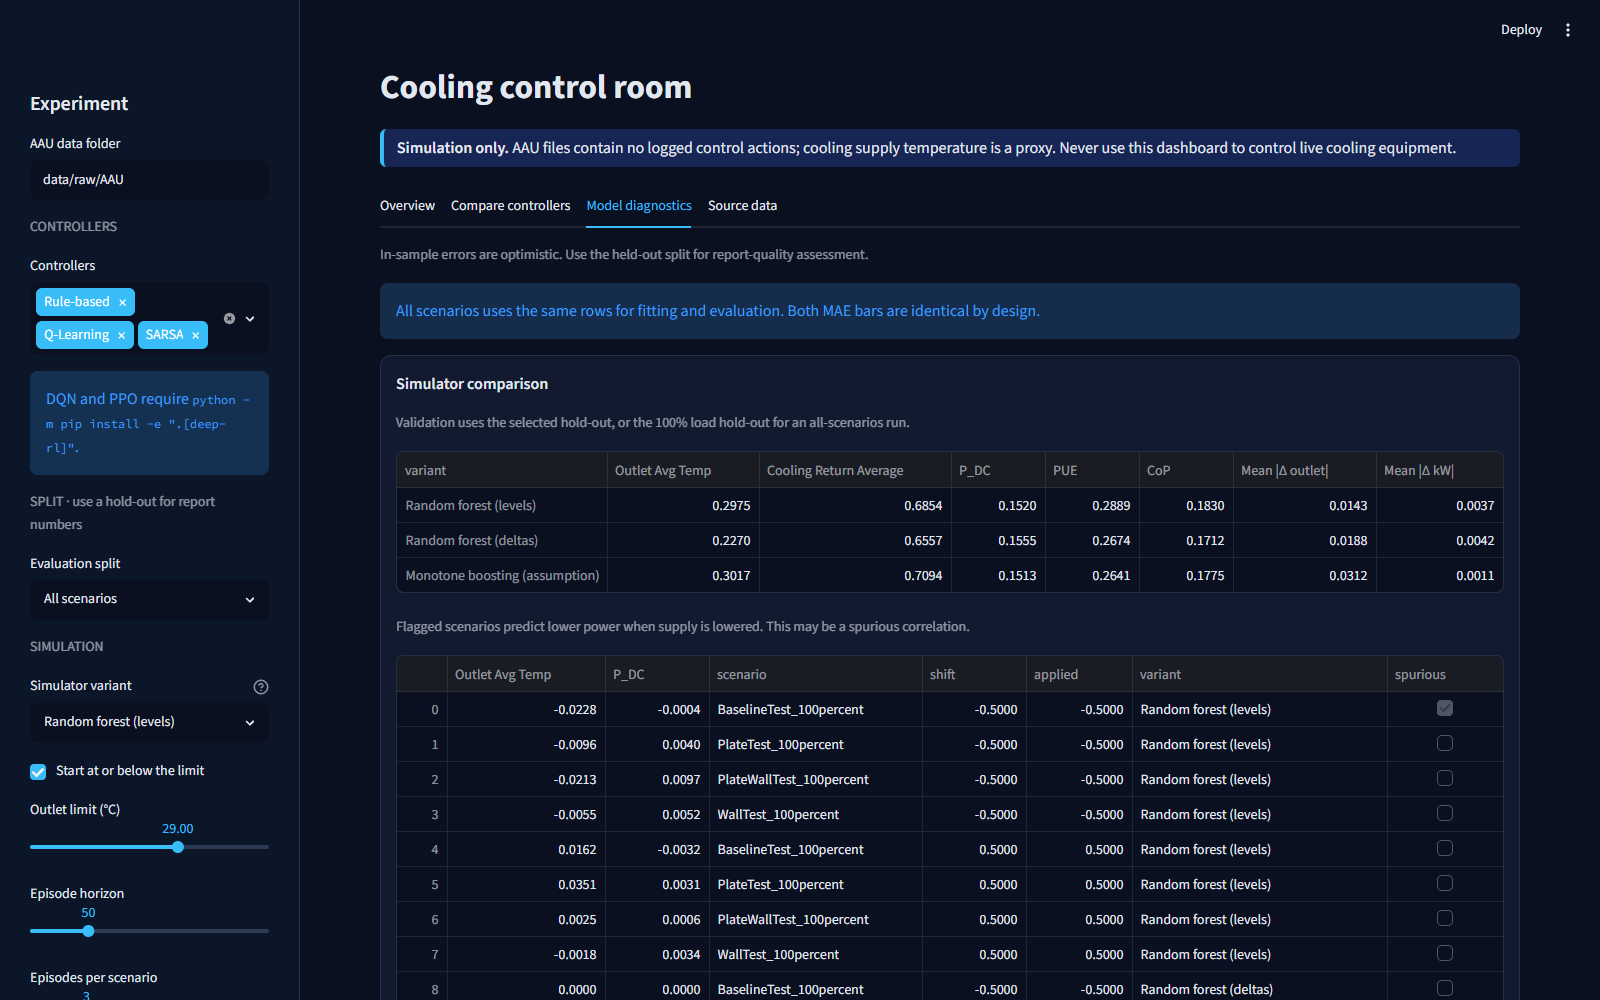 Deploy
Experiment
AAU data folder
data/raw/AAU
CONTROLLERS
Controllers
Rule-based ×
Q-Learning × SARSA ×
DQN and PPO require python -
m pip install -e ".[deep-
rl]".
SPLIT · use a hold-out for report
numbers
Evaluation split
All scenarios
SIMULATION
Simulator variant
Random forest (levels)
Start at or below the limit
Outlet limit (°C)
29.00
Episode horizon
50
Episodes per scenario
3
Cooling control room
Simulation only. AAU files contain no logged control actions; cooling supply temperature is a proxy. Never use this dashboard to control live cooling equipment.
Overview Compare controllers Model diagnostics Source data
In-sample errors are optimistic. Use the held-out split for report-quality assessment.
All scenarios uses the same rows for fitting and evaluation. Both MAE bars are identical by design.
Simulator comparison
Validation uses the selected hold-out, or the 100% load hold-out for an all-scenarios run.
variant Outlet Avg Temp Cooling Return Average P_DC PUE CoP Mean |Δ outlet| Mean |Δ kW|
Random forest (levels) 0.2975 0.6854 0.1520 0.2889 0.1830 0.0143 0.0037
Random forest (deltas) 0.2270 0.6557 0.1555 0.2674 0.1712 0.0188 0.0042
Monotone boosting (assumption) 0.3017 0.7094 0.1513 0.2641 0.1775 0.0312 0.0011
Flagged scenarios predict lower power when supply is lowered. This may be a spurious correlation.
Outlet Avg Temp P_DC scenario shift applied variant spurious
0 -0.0228 -0.0004 BaselineTest_100percent -0.5000 -0.5000 Random forest (levels)
1 -0.0096 0.0040 PlateTest_100percent -0.5000 -0.5000 Random forest (levels)
2 -0.0213 0.0097 PlateWallTest_100percent -0.5000 -0.5000 Random forest (levels)
3 -0.0055 0.0052 WallTest_100percent -0.5000 -0.5000 Random forest (levels)
4 0.0162 -0.0032 BaselineTest_100percent 0.5000 0.5000 Random forest (levels)
5 0.0351 0.0031 PlateTest_100percent 0.5000 0.5000 Random forest (levels)
6 0.0025 0.0006 PlateWallTest_100percent 0.5000 0.5000 Random forest (levels)
7 -0.0018 0.0034 WallTest_100percent 0.5000 0.5000 Random forest (levels)
8 0.0000 0.0000 BaselineTest_100percent -0.5000 -0.5000 Random forest (deltas)